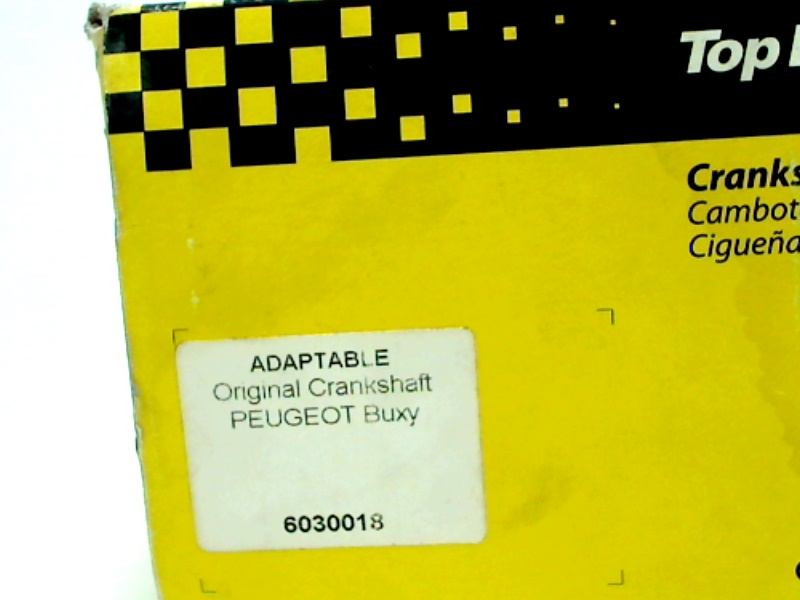 Top
Cranks
Cambot
Cigueña
ADAPTABLE
Original Crankshaft
PEUGEOT Buxy
6030018